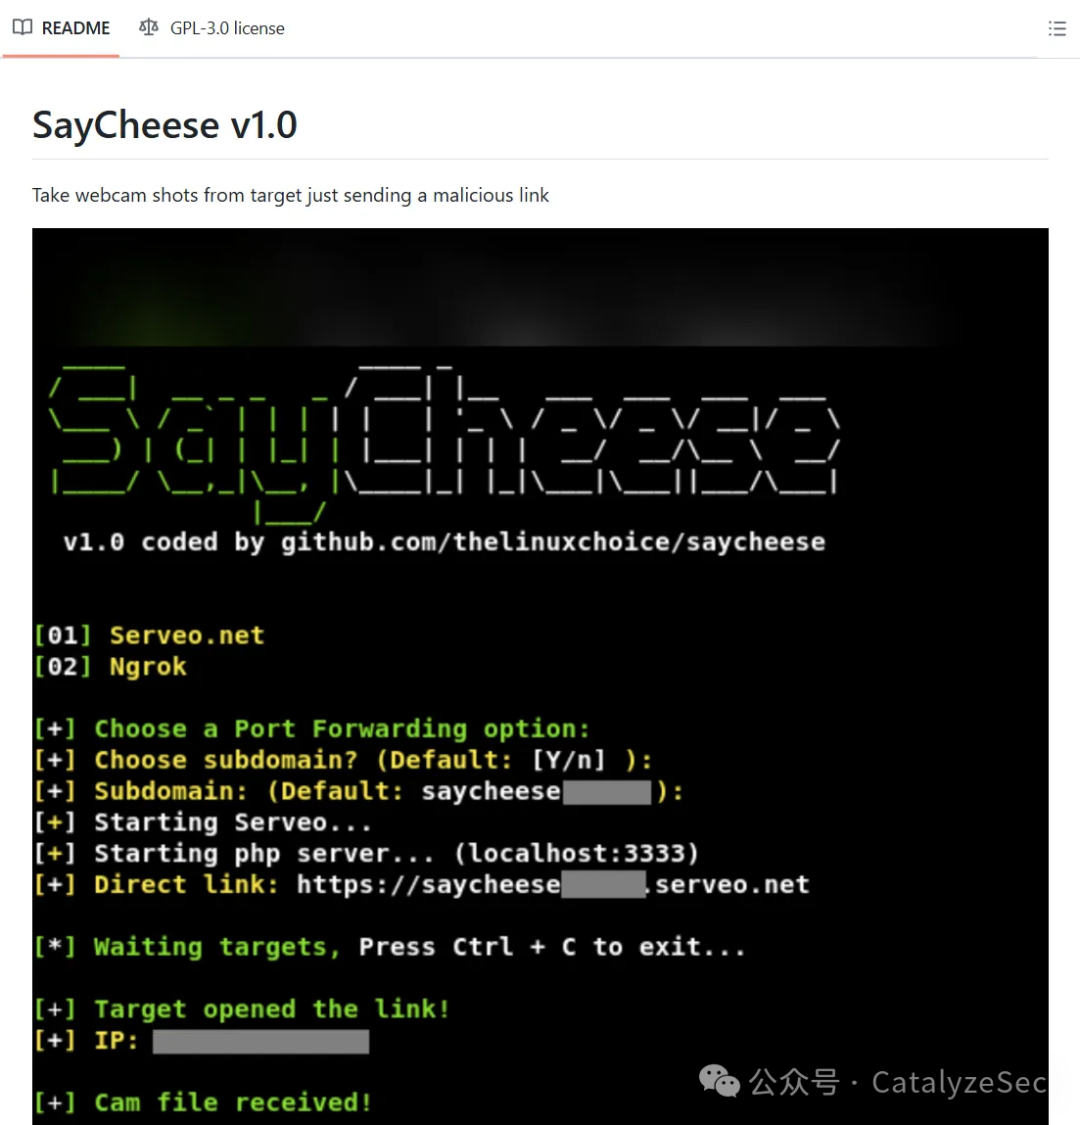 README GPL-3.0 license
SayCheese v1.0
Take webcam shots from target just sending a malicious link
SayCheese
v1.0 coded by github.com/thelinuxchoice/saycheese
[01] Serveo.net
[02] Ngrok
[+] Choose a Port Forwarding option:
[+] Choose subdomain? (Default: [Y/n] ):
[+] Subdomain: (Default: saycheese ):
[+] Starting Serveo...
[+] Starting php server... (localhost:3333)
[+] Direct link: https://saycheese .serveo.net
[*] Waiting targets, Press Ctrl + C to exit...
[+] Target opened the link!
[+] IP:
[+] Cam file received!
公众号 · CatalyzeSec